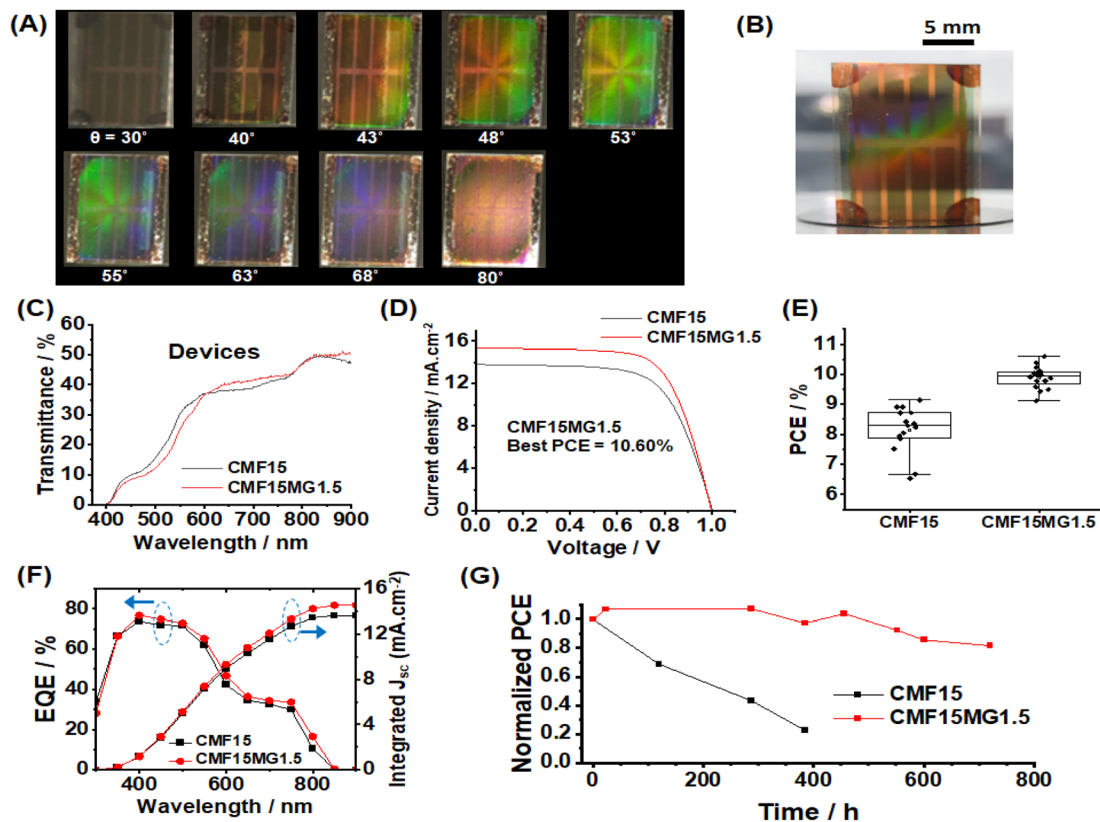 (A)
θ = 30°
40°
43°
48°
53°
55°
63°
68°
80°
(B)
5 mm
(C)
60
50
40
30
20
10
0
Transmittance / %
Devices
CMF15
CMF15MG1.5
400 500 600 700 800 900
Wavelength / nm
(D)
16
12
8
4
0
Current density / mA.cm-2
CMF15
CMF15MG1.5
CMF15MG1.5
Best PCE = 10.60%
0.0 0.2 0.4 0.6 0.8 1.0
Voltage / V
(E)
11
10
9
8
7
6
PCE / %
CMF15 CMF15MG1.5
(F)
80
60
40
20
0
EQE / %
16
12
8
4
0
Integrated Jsc (mA.cm-2)
CMF15
CMF15MG1.5
400 500 600 700 800
Wavelength / nm
(G)
1.0
0.8
0.6
0.4
0.2
0.0
Normalized PCE
CMF15
CMF15MG1.5
0 200 400 600 800
Time / h